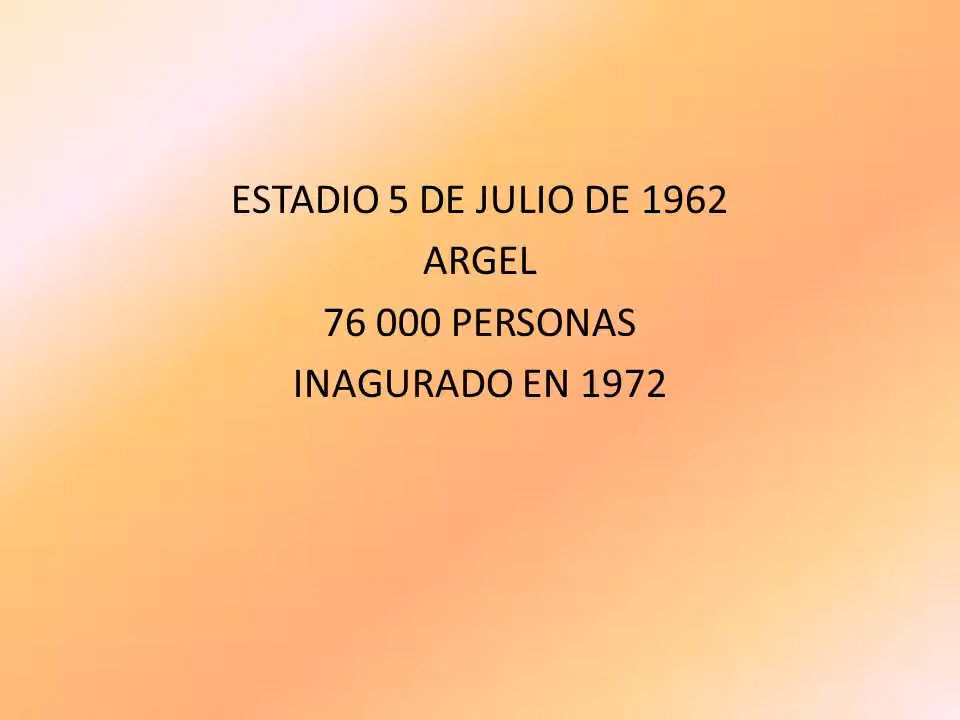 ESTADIO 5 DE JULIO DE 1962
ARGEL
76 000 PERSONAS
INAGURADO EN 1972